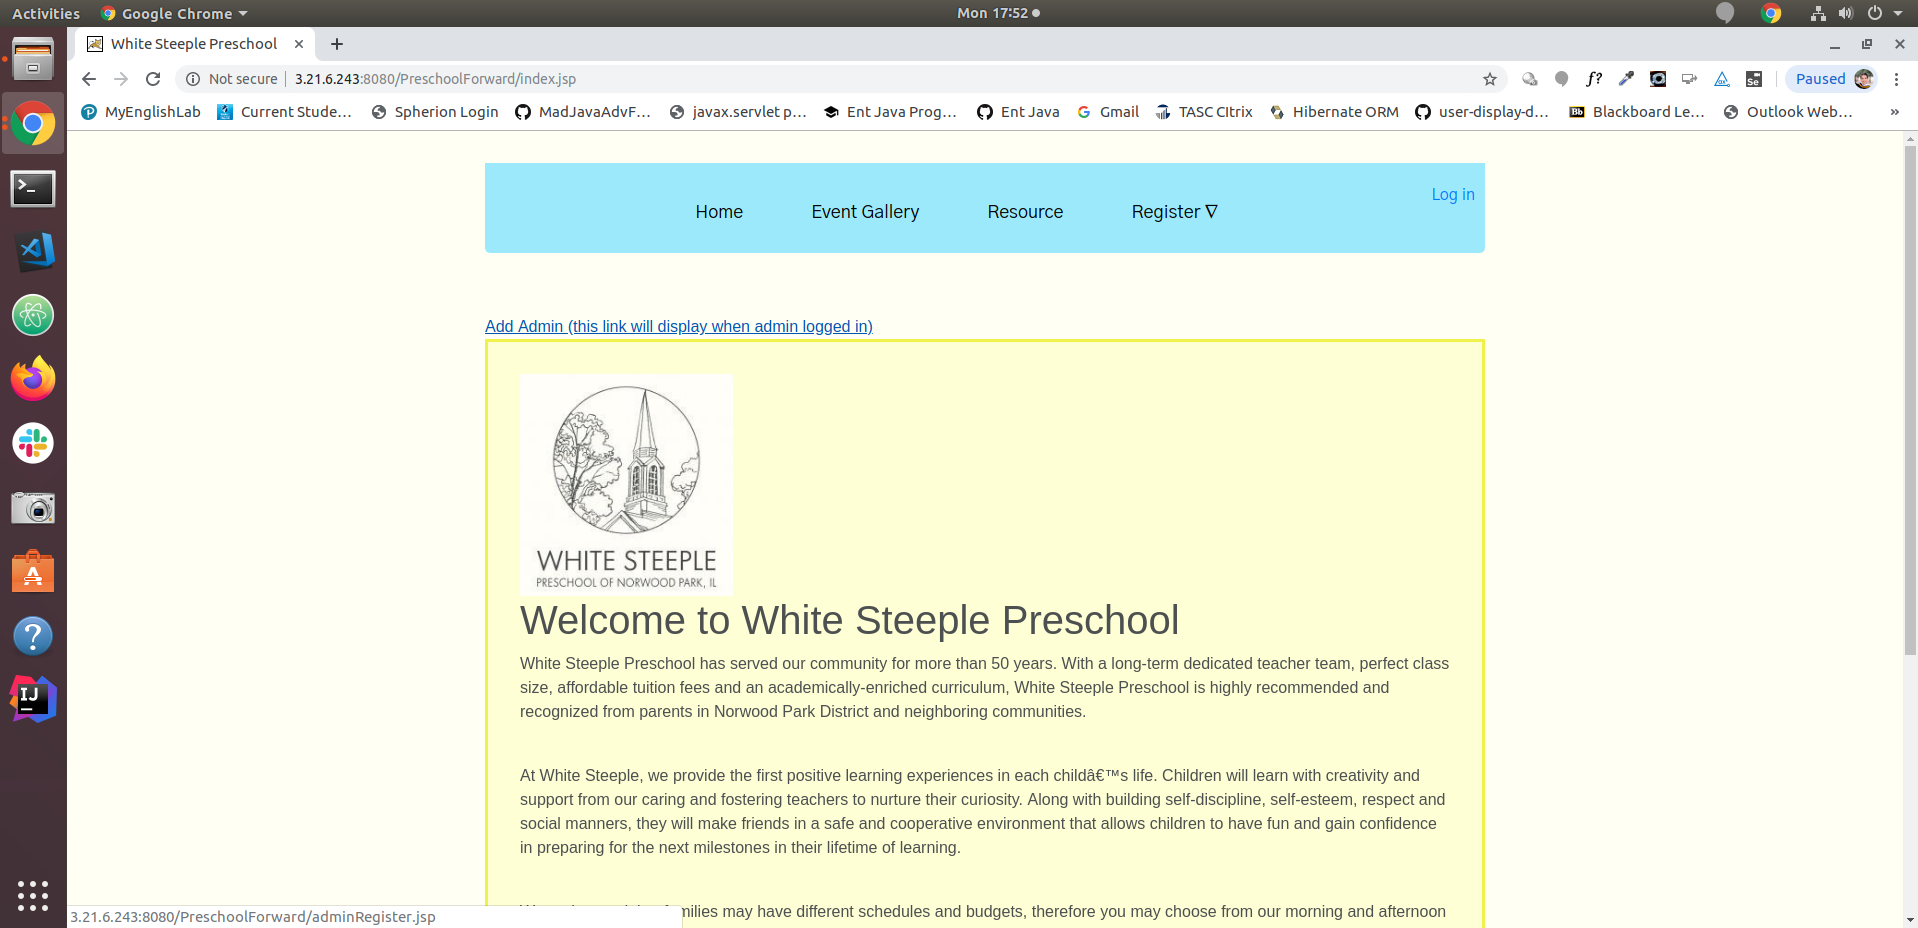 Activities Google Chrome Mon 17:52
White Steeple Preschool
Not secure 3.21.6.243:8080/PreschoolForward/index.jsp f? Se Paused
MyEnglishLab Current Stude… Spherion Login MadJavaAdvF… javax.servlet p… Ent Java Prog… Ent Java Gmail TASC CItrix Hibernate ORM user-display-d… Bb Blackboard Le… Outlook Web… »
Log in
Home Event Gallery Resource Register ∇
Add Admin (this link will display when admin logged in)
WHITE STEEPLE
PRESCHOOL OF NORWOOD PARK, IL
Welcome to White Steeple Preschool
White Steeple Preschool has served our community for more than 50 years. With a long-term dedicated teacher team, perfect class
size, affordable tuition fees and an academically-enriched curriculum, White Steeple Preschool is highly recommended and
recognized from parents in Norwood Park District and neighboring communities.
At White Steeple, we provide the first positive learning experiences in each childâ€™s life. Children will learn with creativity and
support from our caring and fostering teachers to nurture their curiosity. Along with building self-discipline, self-esteem, respect and
social manners, they will make friends in a safe and cooperative environment that allows children to have fun and gain confidence
in preparing for the next milestones in their lifetime of learning.
may have different schedules and budgets, therefore you may choose from our morning and afternoon
IJ
3.21.6.243:8080/PreschoolForward/adminRegister.jsp